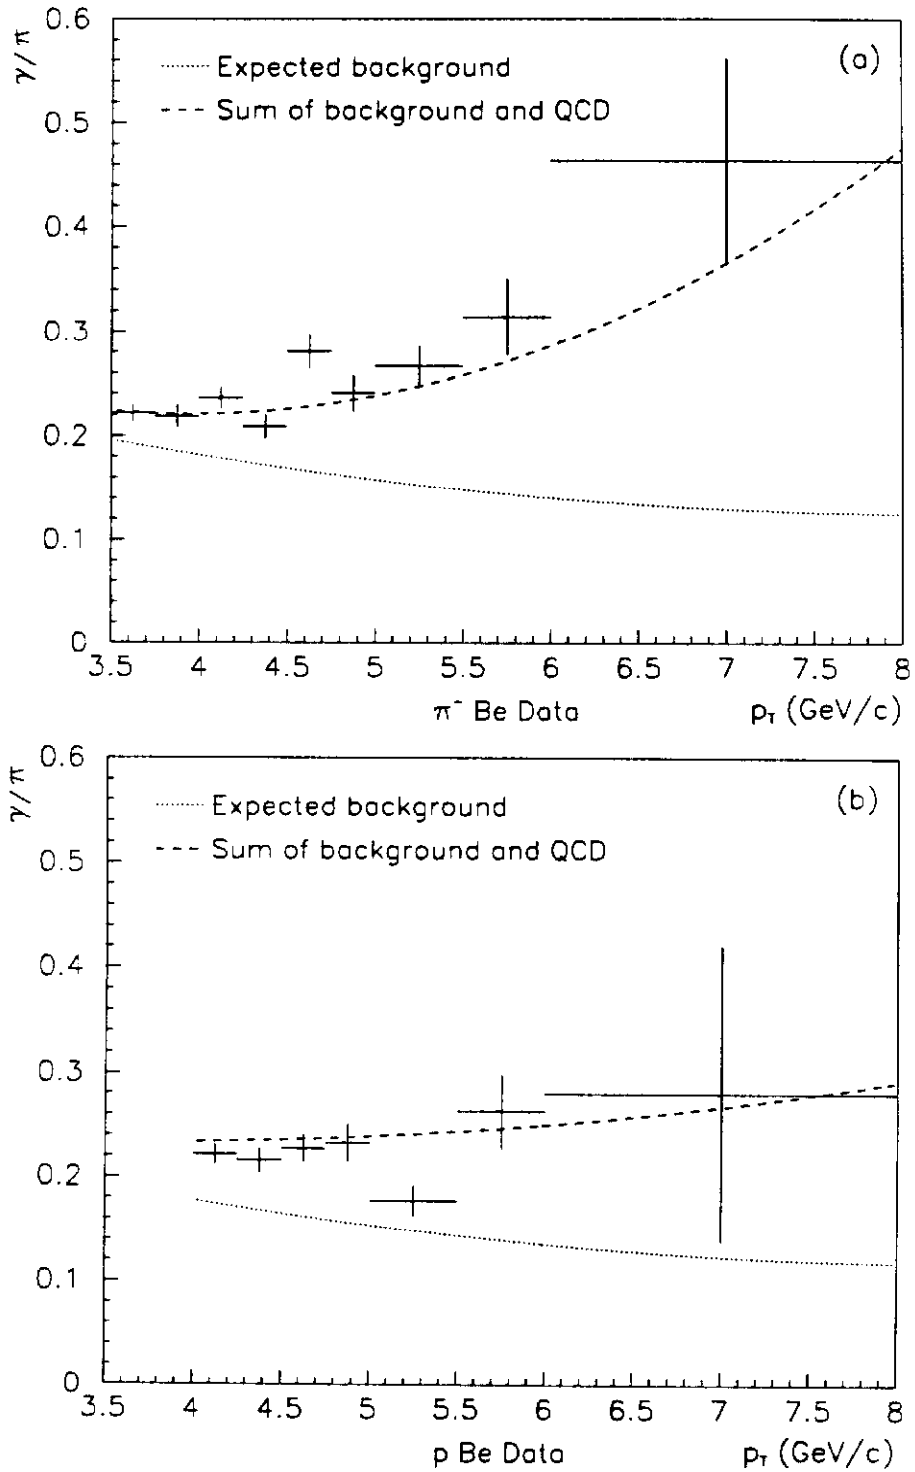 0.6
γ/π
Expected background
(a)
Sum of background and QCD
0.5
0.4
0.3
0.2
0.1
0
3.5 4 4.5 5 5.5 6 6.5 7 7.5 8
π⁻ Be Data p_T (GeV/c)
0.6
γ/π
Expected background
(b)
Sum of background and QCD
0.5
0.4
0.3
0.2
0.1
0
3.5 4 4.5 5 5.5 6 6.5 7 7.5 8
p Be Data p_T (GeV/c)